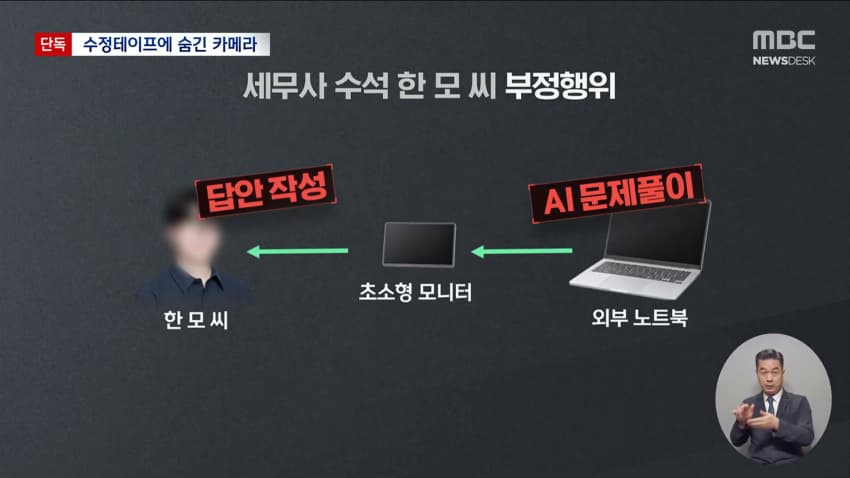 단독 수정테이프에 숨긴 카메라
MBC
NEWSDESK
세무사 수석 한 모 씨 부정행위
답안 작성
AI 문제풀이
초소형 모니터
한 모 씨
외부 노트북